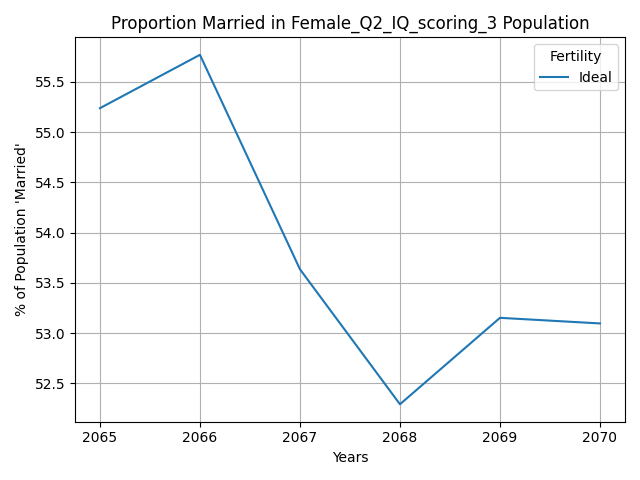 Proportion Married in Female_Q2_IQ_scoring_3 Population
Fertility
Ideal
% of Population 'Married'
55.5
55.0
54.5
54.0
53.5
53.0
52.5
2065 2066 2067 2068 2069 2070
Years